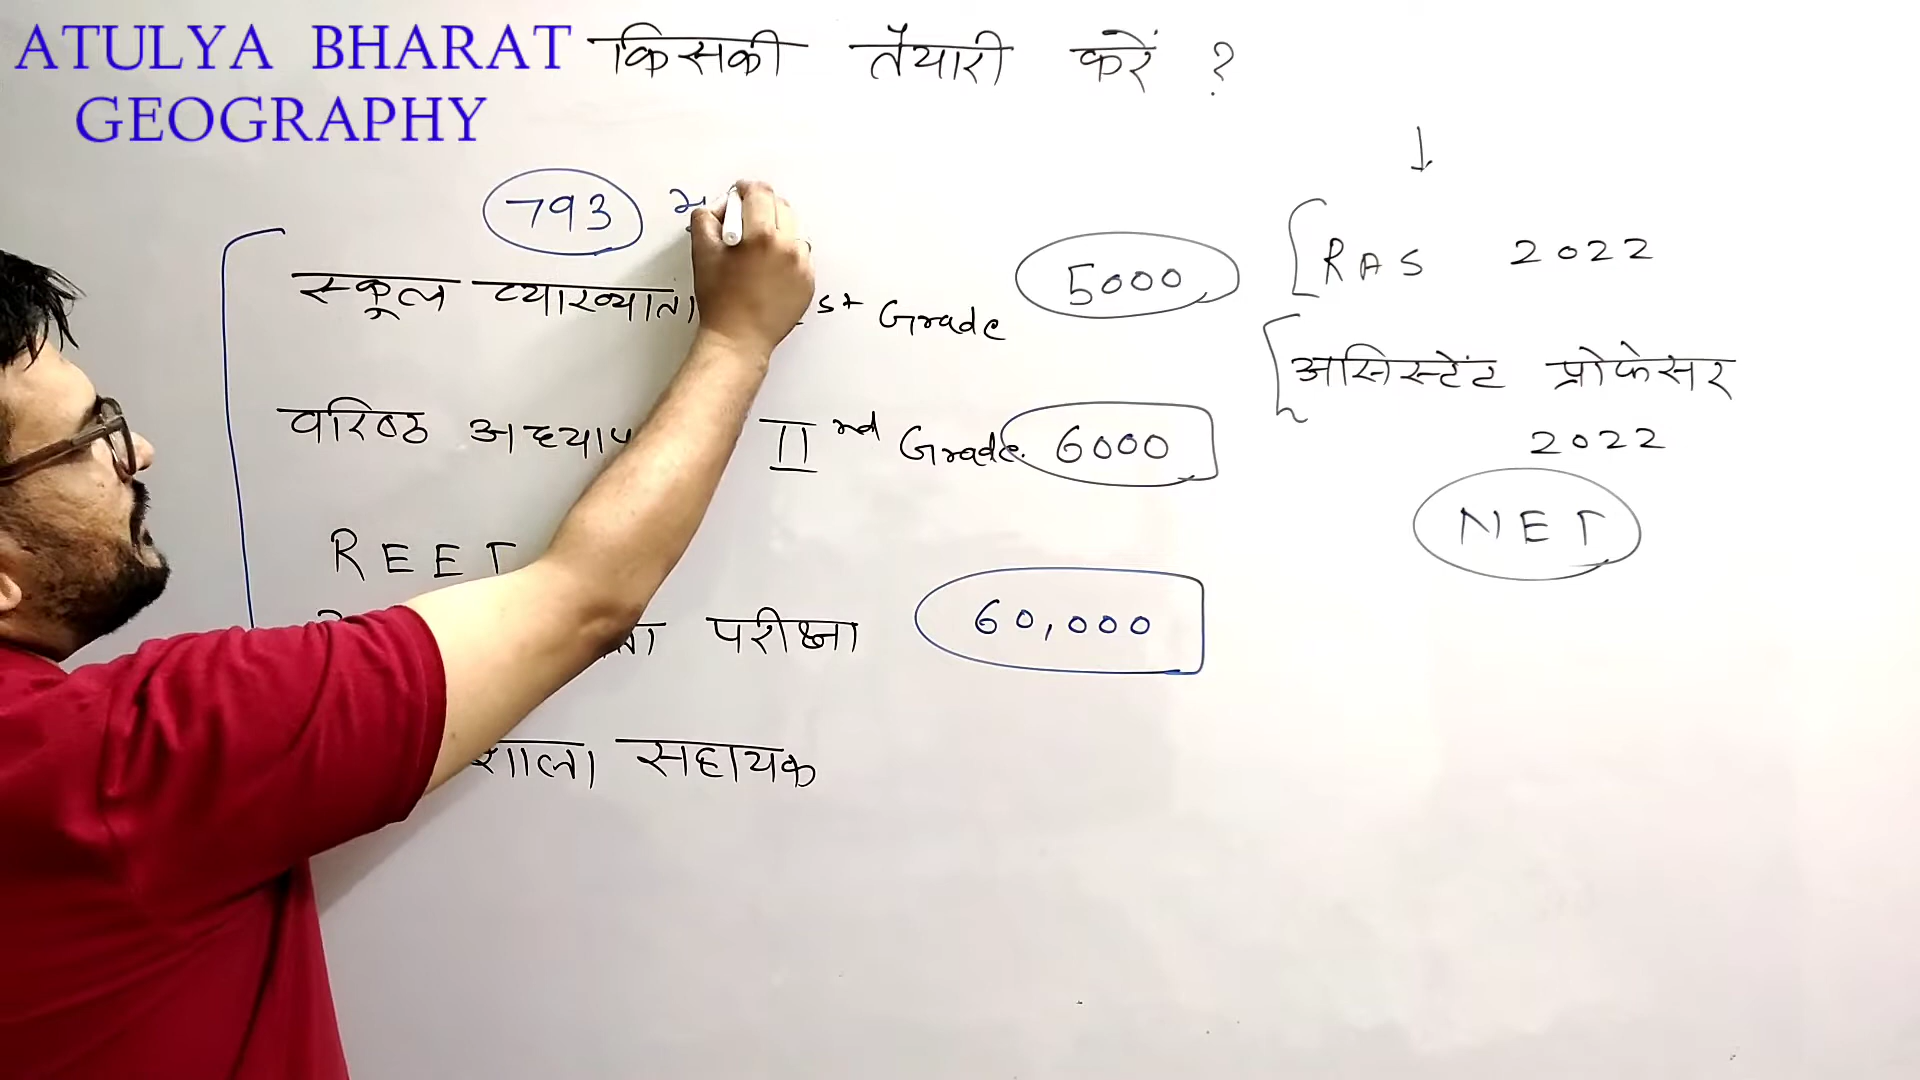 ATULYA BHARAT
GEOGRAPHY
किसकी तैयारी करें ?
793
स्कूल व्याख्याता st Grade 5000
वरिष्ठ II nd Grade. 6000
REET
परीक्षा 60,000
सहायक
RAS 2022
असिस्टेंट प्रोफेसर
2022
NET